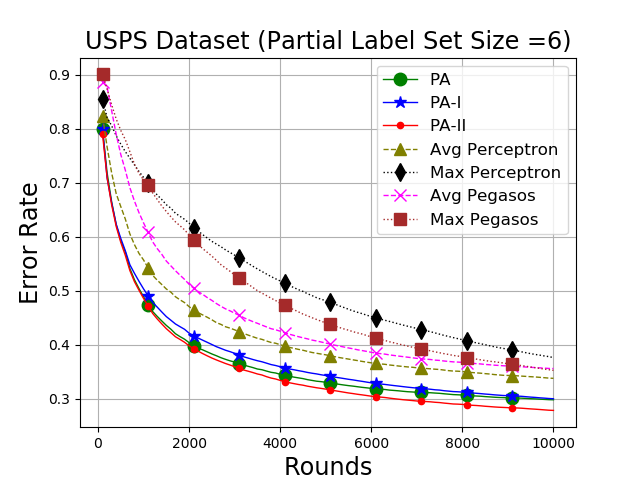 USPS Dataset (Partial Label Set Size =6)
PA
PA-I
PA-II
Avg Perceptron
Max Perceptron
Avg Pegasos
Max Pegasos
Error Rate
0.9
0.8
0.7
0.6
0.5
0.4
0.3
0 2000 4000 6000 8000 10000
Rounds